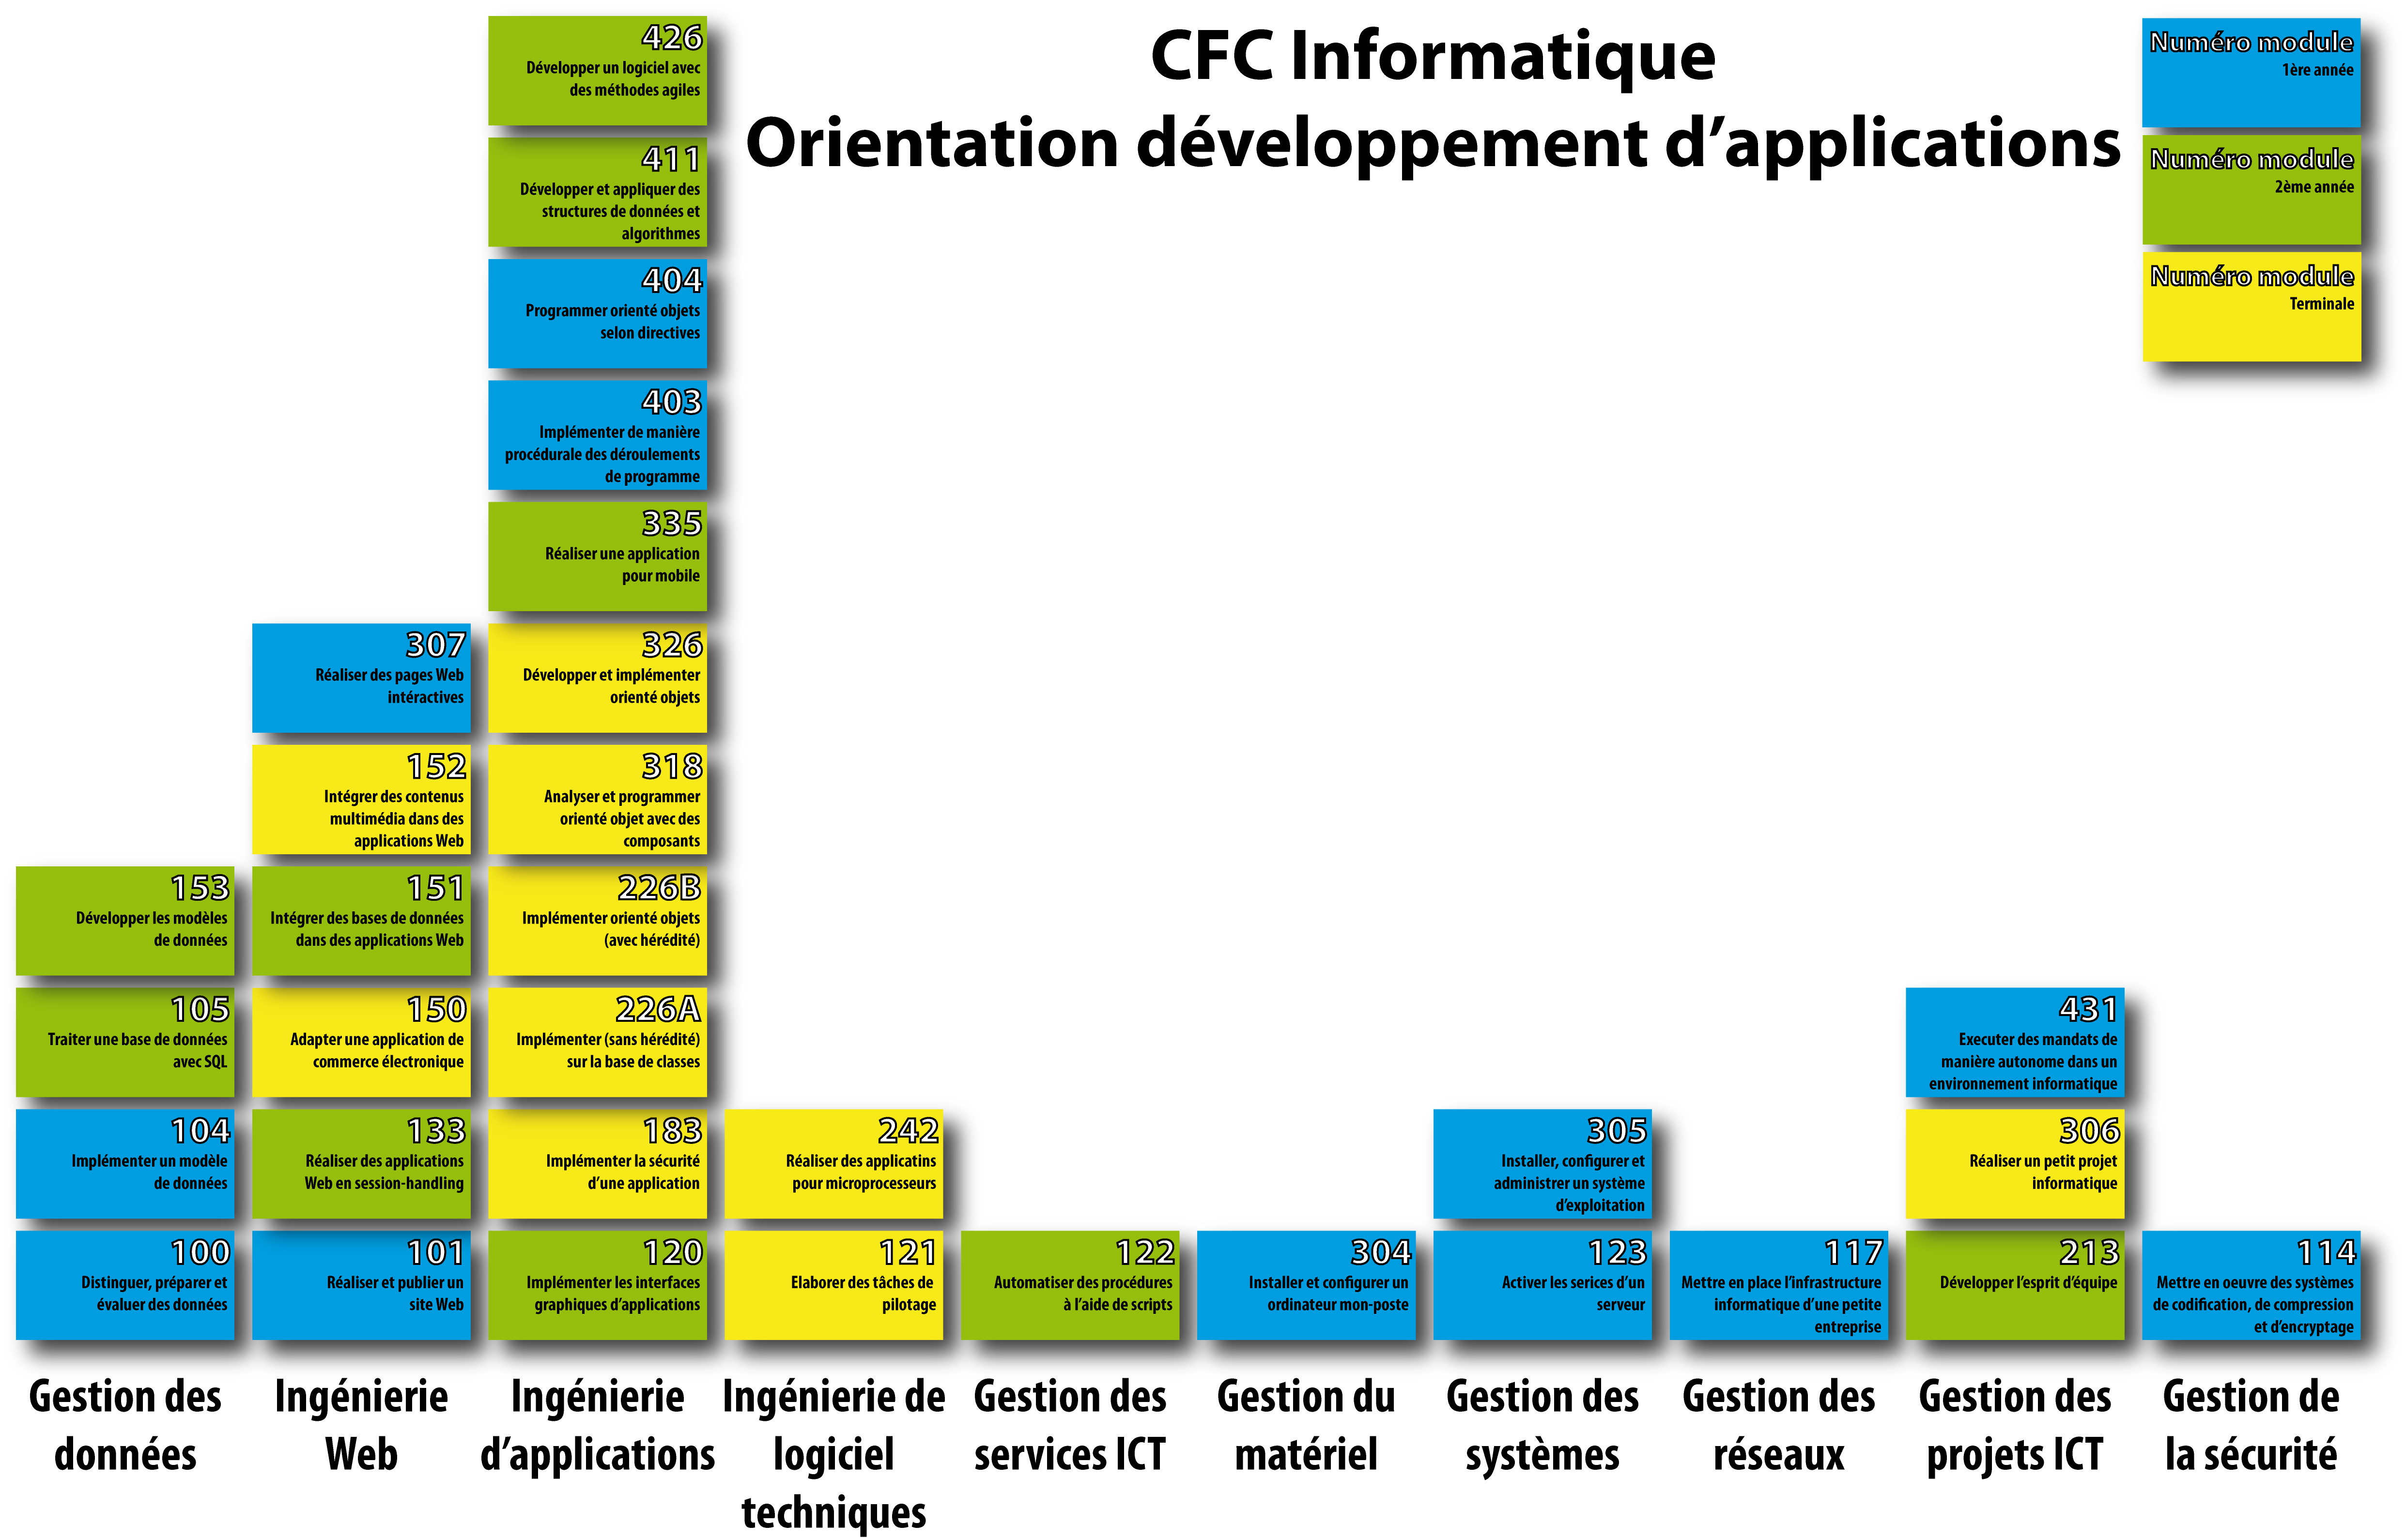 CFC Informatique
Orientation développement d’applications
Numéro module
1ère année
Numéro module
2ème année
Numéro module
Terminale
153
Développer les modèles
de données
105
Traiter une base de données
avec SQL
104
Implémenter un modèle
de données
100
Distinguer, préparer et
évaluer des données
Gestion des
données
307
Réaliser des pages Web
intéractives
152
Intégrer des contenus
multimédia dans des
applications Web
151
Intégrer des bases de données
dans des applications Web
150
Adapter une application de
commerce électronique
133
Réaliser des applications
Web en session-handling
101
Réaliser et publier un
site Web
Ingénierie
Web
426
Développer un logiciel avec
des méthodes agiles
411
Développer et appliquer des
structures de données et
algorithmes
404
Programmer orienté objets
selon directives
403
Implémenter de manière
procédurale des déroulements
de programme
335
Réaliser une application
pour mobile
326
Développer et implémenter
orienté objets
318
Analyser et programmer
orienté objet avec des
composants
226B
Implémenter orienté objets
(avec hérédité)
226A
Implémenter (sans hérédité)
sur la base de classes
183
Implémenter la sécurité
d’une application
120
Implémenter les interfaces
graphiques d’applications
Ingénierie
d’applications
242
Réaliser des applicatins
pour microprocesseurs
121
Elaborer des tâches de
pilotage
Ingénierie de
logiciel
techniques
122
Automatiser des procédures
à l’aide de scripts
Gestion des
services ICT
304
Installer et configurer un
ordinateur mon-poste
Gestion du
matériel
305
Installer, configurer et
administrer un système
d’exploitation
123
Activer les serices d’un
serveur
Gestion des
systèmes
117
Mettre en place l’infrastructure
informatique d’une petite
entreprise
Gestion des
réseaux
431
Executer des mandats de
manière autonome dans un
environnement informatique
306
Réaliser un petit projet
informatique
213
Développer l’esprit d’équipe
Gestion des
projets ICT
114
Mettre en oeuvre des systèmes
de codification, de compression
et d’encryptage
Gestion de
la sécurité